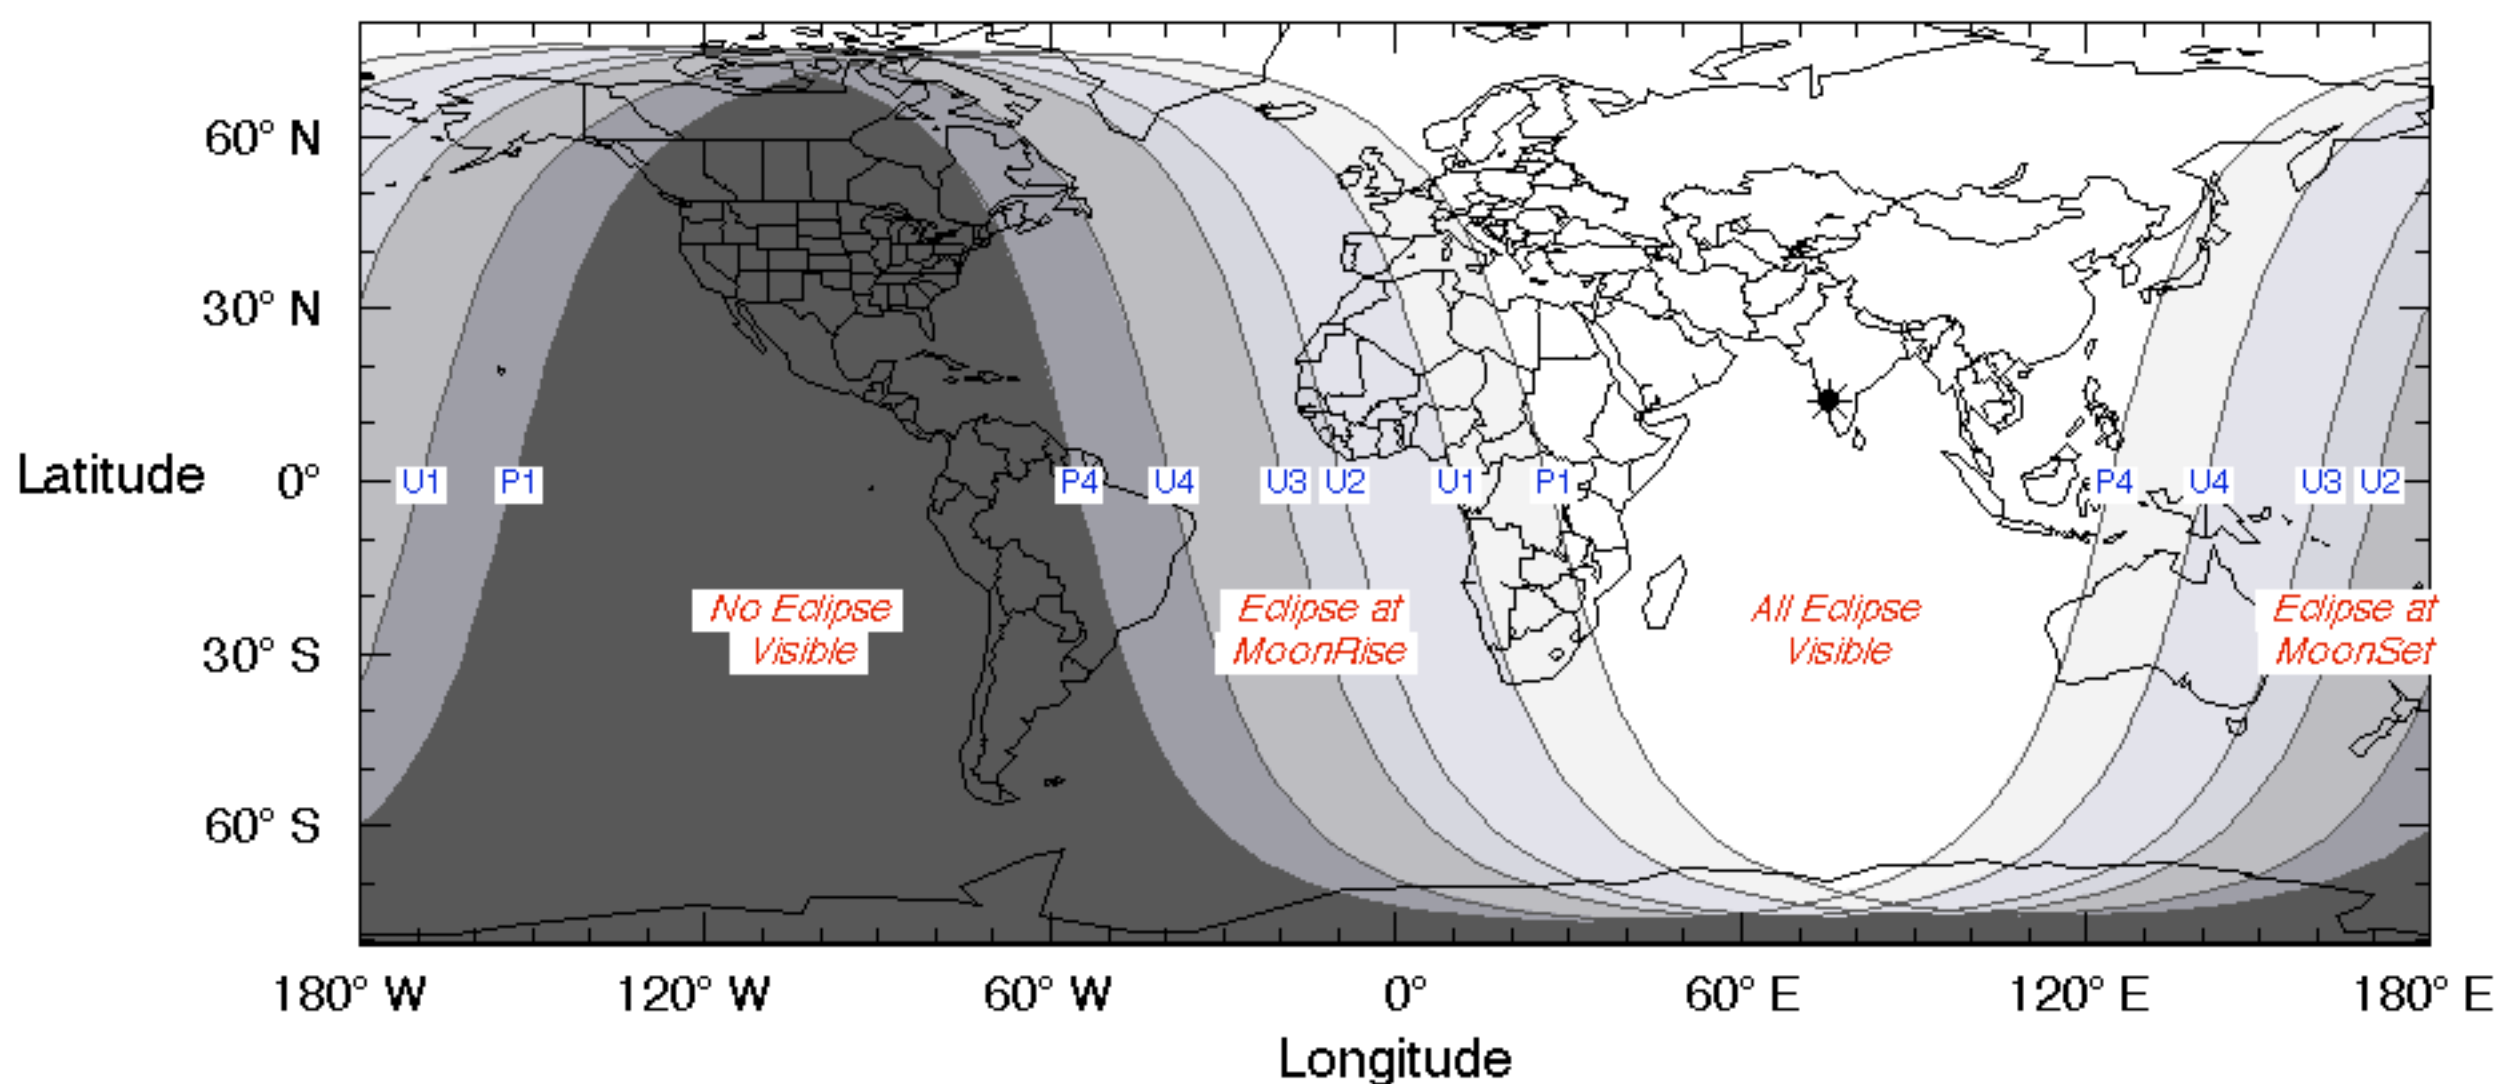 60° N
30° N
Latitude 0°
U1 P1 P4 U4 U3 U2 U1 P1 P4 U4 U3 U2
No Eclipse
Visible
Eclipse at
MoonRise
All Eclipse
Visible
Eclipse at
MoonSet
30° S
60° S
180° W 120° W 60° W 0° 60° E 120° E 180° E
Longitude